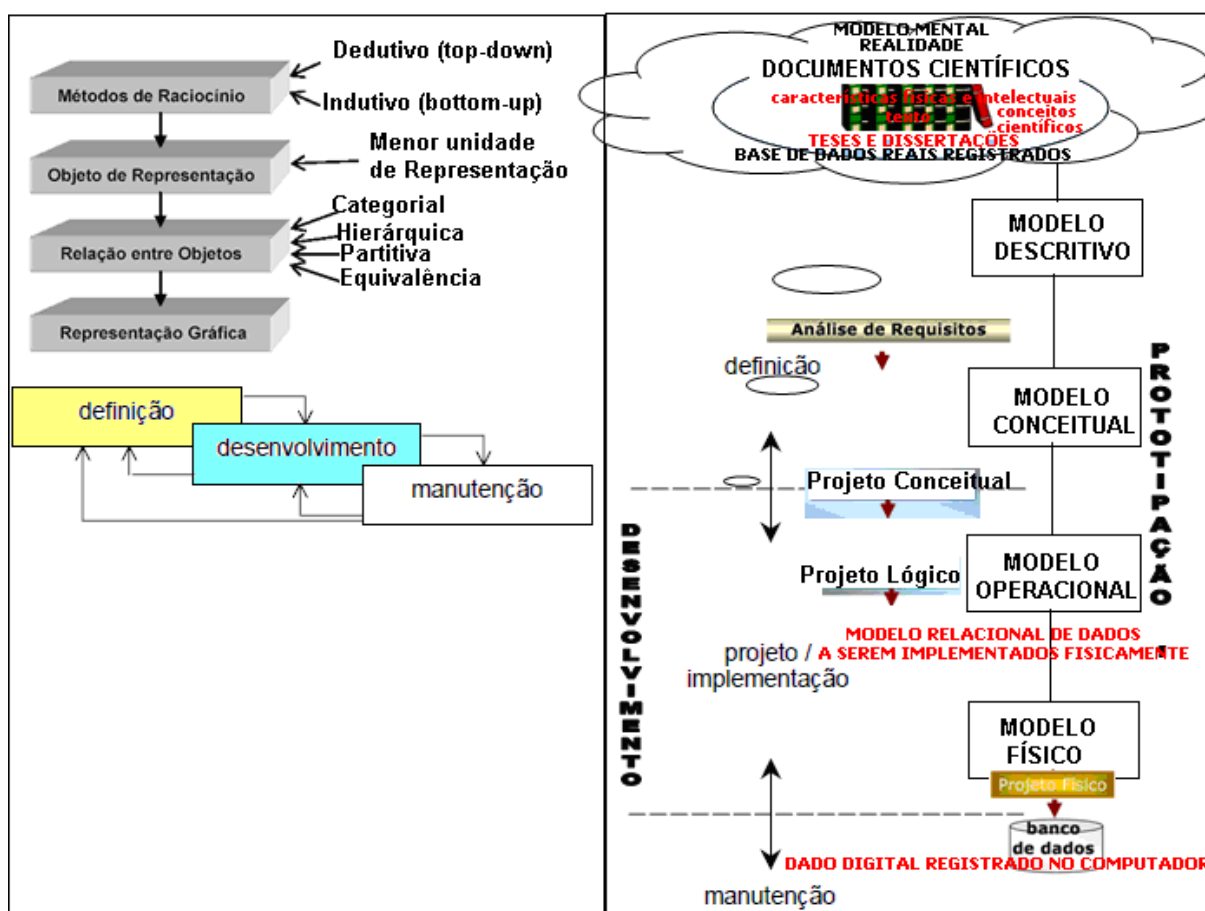 Dedutivo (top-down)
Métodos de Raciocínio
Indutivo (bottom-up)
Menor unidade
de Representação
Objeto de Representação
Categorial
Hierárquica
Relação entre Objetos
Partitiva
Equivalência
Representação Gráfica
definição
desenvolvimento
manutenção
MODELO MENTAL
REALIDADE
DOCUMENTOS CIENTÍFICOS
características físicas e intelectuais
texto
conceitos
científicos
TESES E DISSERTAÇÕES
BASE DE DADOS REAIS REGISTRADOS
MODELO
DESCRITIVO
Análise de Requisitos
definição
MODELO
CONCEITUAL
PROTOTIPAÇÃO
Projeto Conceitual
DESENVOLVIMENTO
MODELO
OPERACIONAL
Projeto Lógico
MODELO RELACIONAL DE DADOS
projeto / A SEREM IMPLEMENTADOS FISICAMENTE
implementação
MODELO
FÍSICO
Projeto Físico
banco
de dados
DADO DIGITAL REGISTRADO NO COMPUTADOR
manutenção